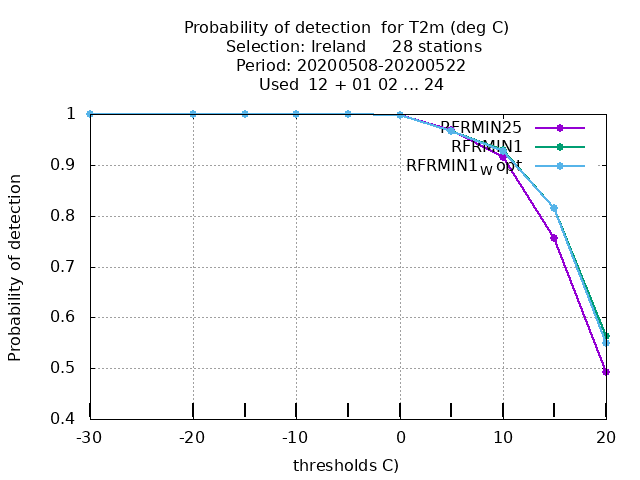 Probability of detection for T2m (deg C)
Selection: Ireland 28 stations
Period: 20200508-20200522
Used 12 + 01 02 ... 24
Probability of detection
1
0.9
0.8
0.7
0.6
0.5
0.4
RFRMIN25
RFRMIN1
RFRMIN1W opt
-30
-20
-10
0
10
20
thresholds C)